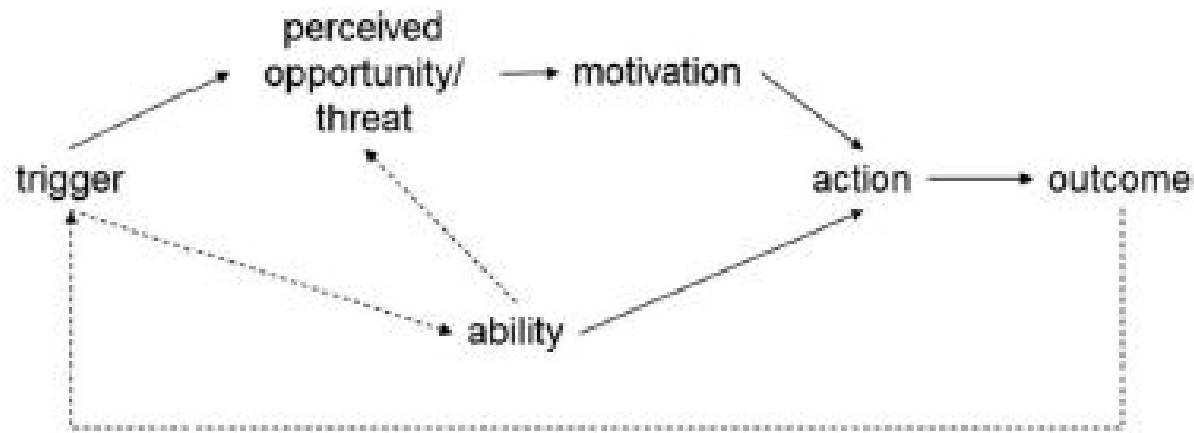 perceived
opportunity/
threat
motivation
trigger
action
outcome
ability